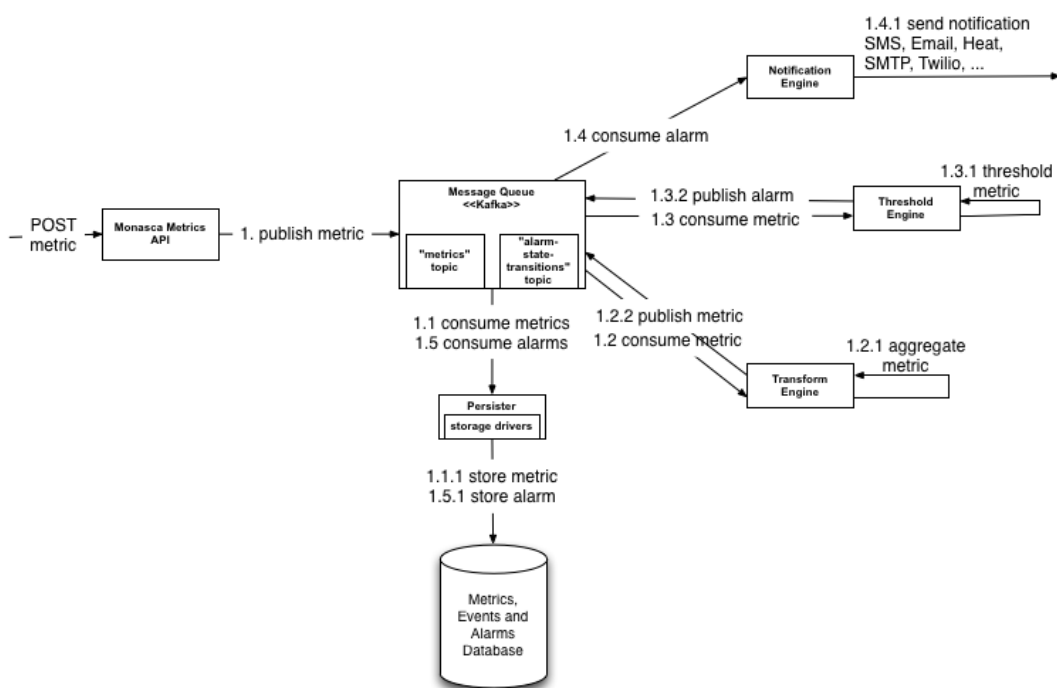 1.4.1 send notification
SMS, Email, Heat,
SMTP, Twilio, ...
Notification
Engine
1.4 consume alarm
1.3.1 threshold
metric
Message Queue
<<Kafka>>
1.3.2 publish alarm
1.3 consume metric
Threshold
Engine
POST
metric
Monasca Metrics
API
1. publish metric
"metrics"
topic
"alarm-
state-
transitions"
topic
1.1 consume metrics
1.5 consume alarms
1.2.2 publish metric
1.2 consume metric
1.2.1 aggregate
metric
Transform
Engine
Persister
storage drivers
1.1.1 store metric
1.5.1 store alarm
Metrics,
Events and
Alarms
Database